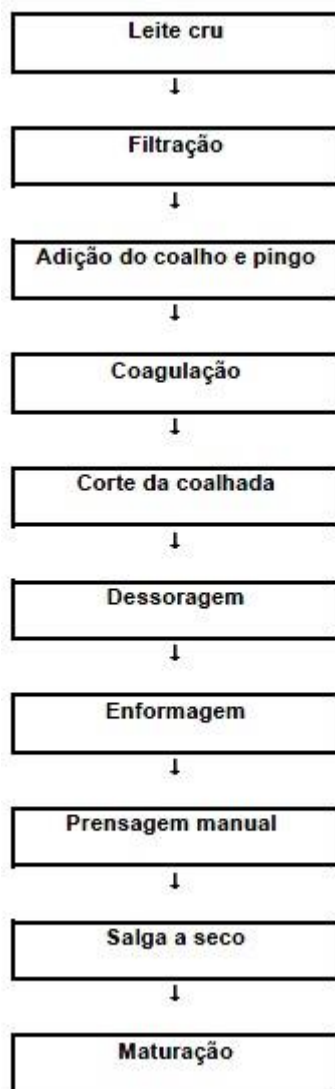 Leite cru
↓
Filtração
↓
Adição do coalho e pingo
↓
Coagulação
↓
Corte da coalhada
↓
Dessoragem
↓
Enformagem
↓
Prensagem manual
↓
Salga a seco
↓
Maturação